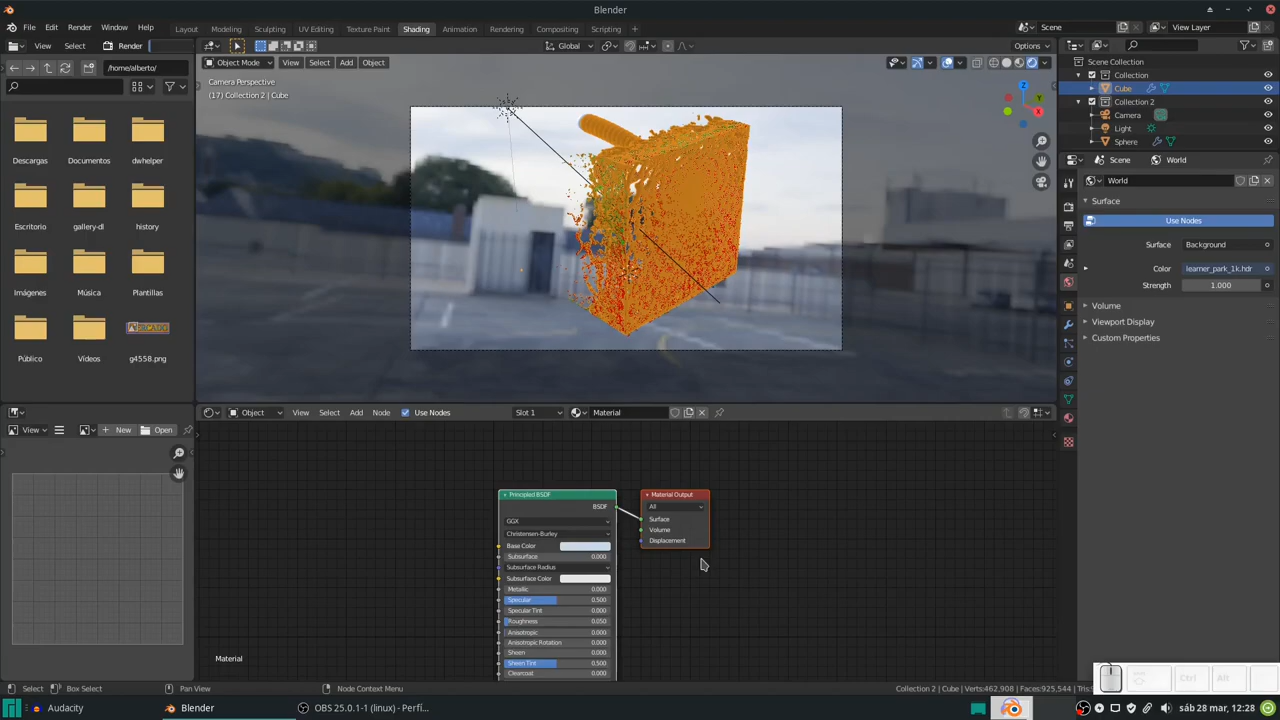 Blender
File Edit Render Window Help Layout Modeling Sculpting UV Editing Texture Paint Shading Animation Rendering Compositing Scripting Scene View Layer
View Select Render Global Options
/home/alberto/ Object Mode View Select Add Object
Camera Perspective
(17) Collection 2 | Cube
Scene Collection
Collection
Cube
Collection 2
Camera
Light
Sphere
Descargas Documentos dwhelper
Escritorio gallery-dl history
Imágenes Música Plantillas
Público Vídeos g4558.png
Scene World
World
Surface
Use Nodes
Surface Background
Color learner_park_1k.hdr
Strength 1.000
Volume
Viewport Display
Custom Properties
Object View Select Add Node Use Nodes Slot 1 Material
View New Open
Principled BSDF
BSDF
GGX
Christensen-Burley
Base Color
Subsurface 0.000
Subsurface Radius
Subsurface Color
Metallic 0.000
Specular 0.500
Specular Tint 0.000
Roughness 0.050
Anisotropic 0.000
Anisotropic Rotation 0.000
Sheen 0.000
Sheen Tint 0.500
Clearcoat 0.000
Material Output
All
Surface
Volume
Displacement
Material
Ctrl Alt
Select Box Select Pan View Node Context Menu Collection 2 | Cube | Verts:462,908 | Faces:925,544 | Tris:
Audacity Blender OBS 25.0.1-1 (linux) - Perfí... sáb 28 mar, 12:28